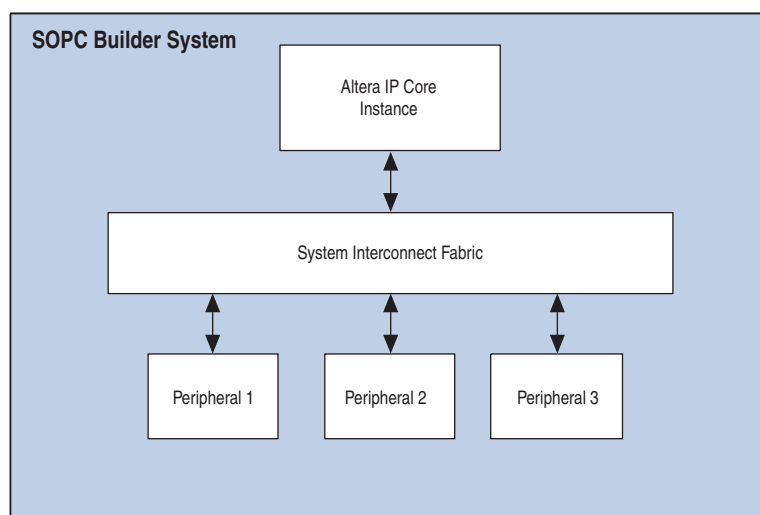 SOPC Builder System
Altera IP Core
Instance
System Interconnect Fabric
Peripheral 1
Peripheral 2
Peripheral 3